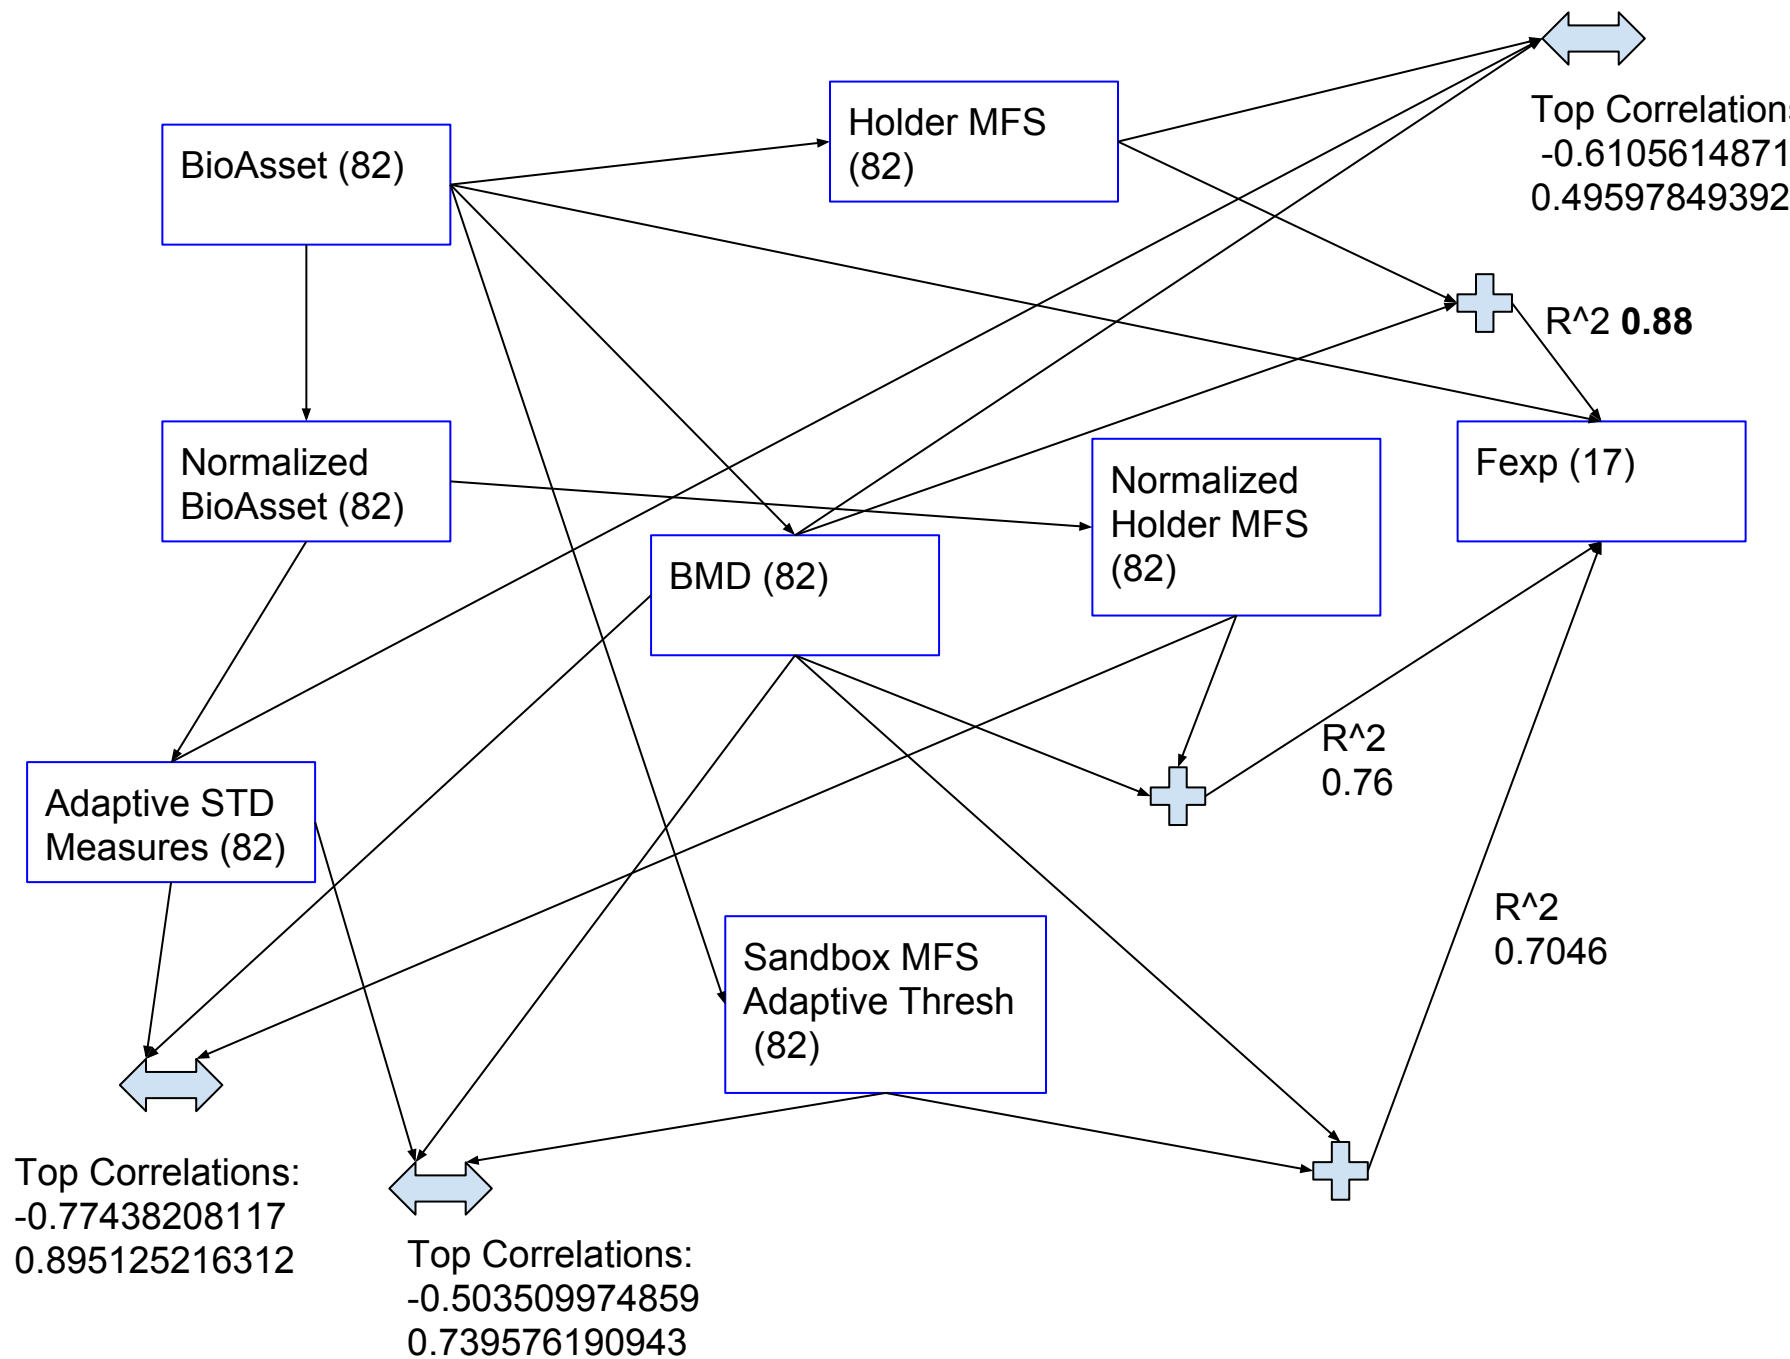 Holder MFS
(82)
BioAsset (82)
Top Correlations
-0.6105614871
0.49597849392
R^2 0.88
Normalized
BioAsset (82)
BMD (82)
Normalized
Holder MFS
(82)
Fexp (17)
Adaptive STD
Measures (82)
R^2
0.76
Sandbox MFS
Adaptive Thresh
(82)
R^2
0.7046
Top Correlations:
-0.77438208117
0.895125216312
Top Correlations:
-0.503509974859
0.739576190943